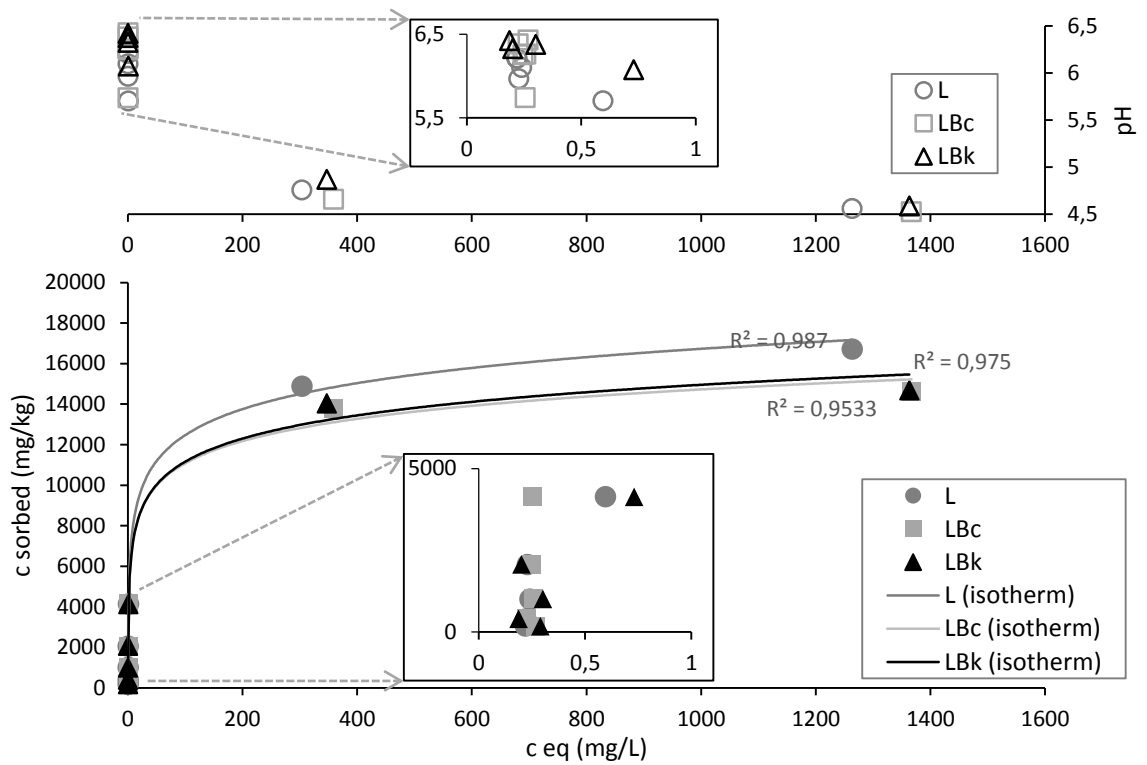 6,5
6
5,5
5
4,5
pH
6,5
5,5
0
0,5
1
L
LBc
LBk
0 200 400 600 800 1000 1200 1400 1600
20000
18000
16000
14000
12000
10000
8000
6000
4000
2000
0
c sorbed (mg/kg)
R² = 0,987
R² = 0,975
R² = 0,9533
5000
0
0 0,5 1
L
LBc
LBk
L (isotherm)
LBc (isotherm)
LBk (isotherm)
0 200 400 600 800 1000 1200 1400 1600
c eq (mg/L)